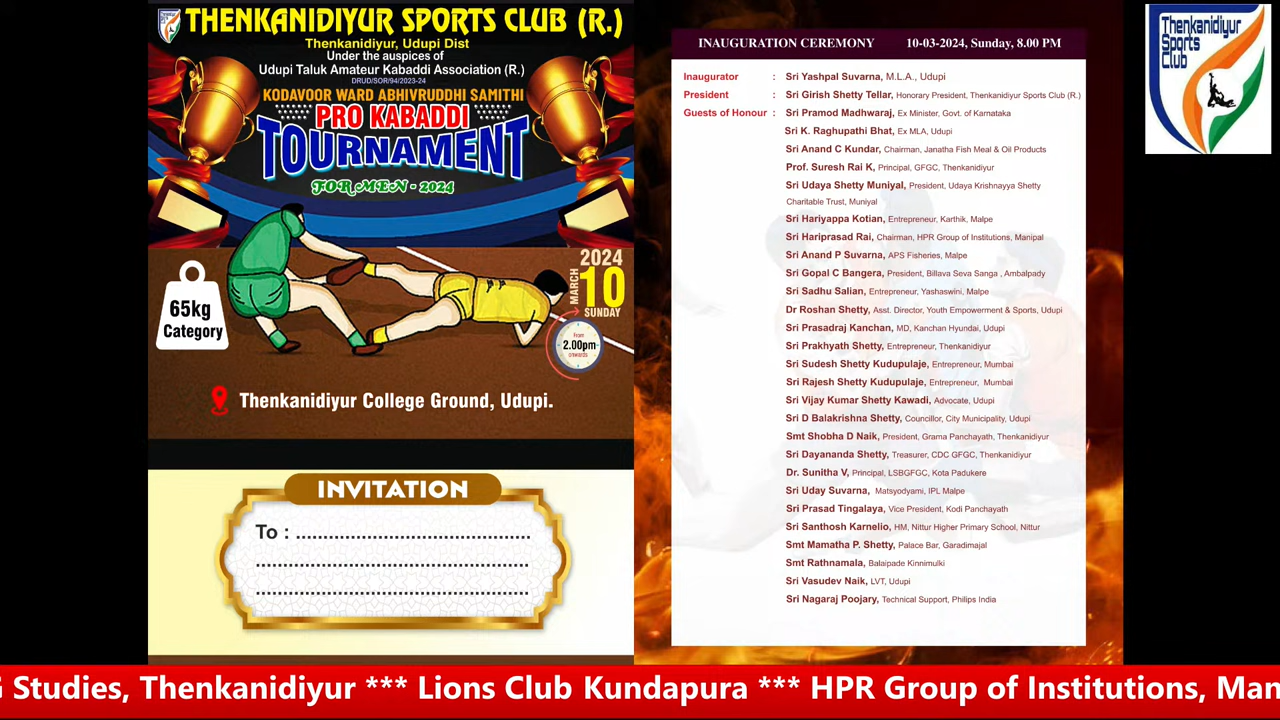 THENKANIDIYUR SPORTS CLUB (R.)
Thenkanidiyur, Udupi Dist
Under the auspices of
Udupi Taluk Amateur Kabaddi Association (R.)
DRUD/SOR/94/2023-24
KODAVOOR WARD ABHIVRUDDHI SAMITHI
PRO KABADDI
TOURNAMENT
FOR MEN - 2024
65kg
Category
2024
MARCH
10
SUNDAY
From
2.00pm
onwards
Thenkanidiyur College Ground, Udupi.
INVITATION
To : ..........................................
................................................
................................................
INAUGURATION CEREMONY 10-03-2024, Sunday, 8.00 PM
Inaugurator : Sri Yashpal Suvarna, M.L.A., Udupi
President : Sri Girish Shetty Tellar, Honorary President, Thenkanidiyur Sports Club (R.)
Guests of Honour : Sri Pramod Madhwaraj, Ex Minister, Govt. of Karnataka
Sri K. Raghupathi Bhat, Ex MLA, Udupi
Sri Anand C Kundar, Chairman, Janatha Fish Meal & Oil Products
Prof. Suresh Rai K, Principal, GFGC, Thenkanidiyur
Sri Udaya Shetty Muniyal, President, Udaya Krishnayya Shetty
Charitable Trust, Muniyal
Sri Hariyappa Kotian, Entrepreneur, Karthik, Malpe
Sri Hariprasad Rai, Chairman, HPR Group of Institutions, Manipal
Sri Anand P Suvarna, APS Fisheries, Malpe
Sri Gopal C Bangera, President, Billava Seva Sanga , Ambalpady
Sri Sadhu Salian, Entrepreneur, Yashaswini, Malpe
Dr Roshan Shetty, Asst. Director, Youth Empowerment & Sports, Udupi
Sri Prasadraj Kanchan, MD, Kanchan Hyundai, Udupi
Sri Prakhyath Shetty, Entrepreneur, Thenkanidiyur
Sri Sudesh Shetty Kudupulaje, Entrepreneur, Mumbai
Sri Rajesh Shetty Kudupulaje, Entrepreneur, Mumbai
Sri Vijay Kumar Shetty Kawadi, Advocate, Udupi
Sri D Balakrishna Shetty, Councillor, City Municipality, Udupi
Smt Shobha D Naik, President, Grama Panchayath, Thenkanidiyur
Sri Dayananda Shetty, Treasurer, CDC GFGC, Thenkanidiyur
Dr. Sunitha V, Principal, LSBGFGC, Kota Padukere
Sri Uday Suvarna, Matsyodyami, IPL Malpe
Sri Prasad Tingalaya, Vice President, Kodi Panchayath
Sri Santhosh Karnelio, HM, Nittur Higher Primary School, Nittur
Smt Mamatha P. Shetty, Palace Bar, Garadimajal
Smt Rathnamala, Balaipade Kinnimulki
Sri Vasudev Naik, LVT, Udupi
Sri Nagaraj Poojary, Technical Support, Philips India
Thenkanidiyur
Sports
Club
G Studies, Thenkanidiyur *** Lions Club Kundapura *** HPR Group of Institutions, Man